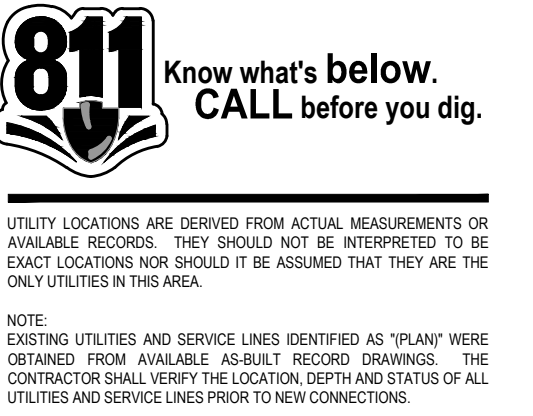 811
Know what's below.
CALL before you dig.
UTILITY LOCATIONS ARE DERIVED FROM ACTUAL MEASUREMENTS OR
AVAILABLE RECORDS. THEY SHOULD NOT BE INTERPRETED TO BE
EXACT LOCATIONS NOR SHOULD IT BE ASSUMED THAT THEY ARE THE
ONLY UTILITIES IN THIS AREA.
NOTE:
EXISTING UTILITIES AND SERVICE LINES IDENTIFIED AS "(PLAN)" WERE
OBTAINED FROM AVAILABLE AS-BUILT RECORD DRAWINGS. THE
CONTRACTOR SHALL VERIFY THE LOCATION, DEPTH AND STATUS OF ALL
UTILITIES AND SERVICE LINES PRIOR TO NEW CONNECTIONS.